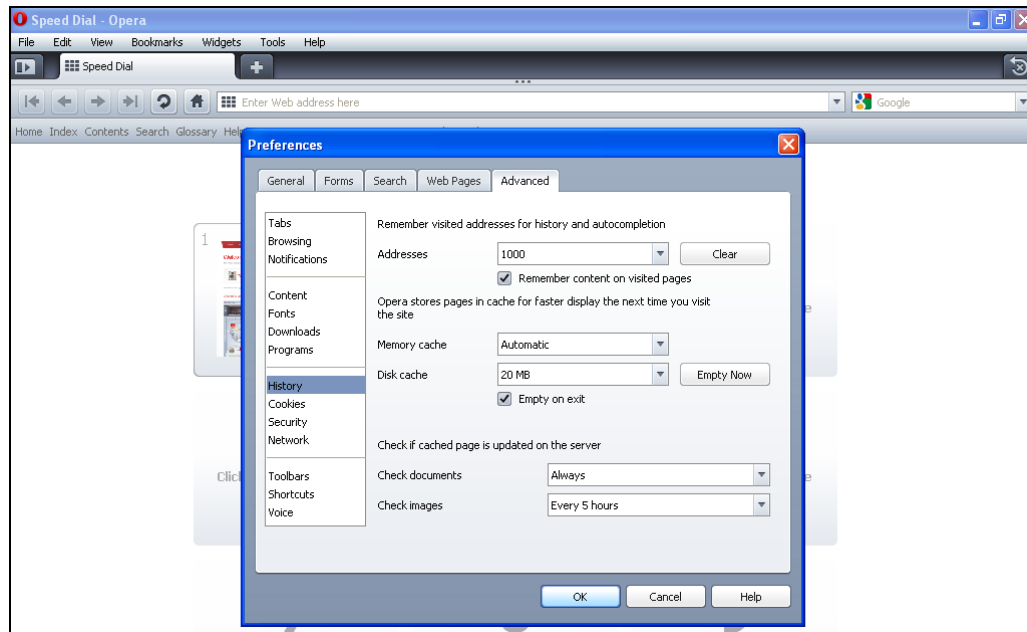 Speed Dial - Opera
File Edit View Bookmarks Widgets Tools Help
Speed Dial
Enter Web address here
Google
Home Index Contents Search Glossary Help
Preferences
General Forms Search Web Pages Advanced
Tabs
Browsing
Notifications
Content
Fonts
Downloads
Programs
History
Cookies
Security
Network
Toolbars
Shortcuts
Voice
Remember visited addresses for history and autocompletion
Addresses 1000 Clear
Remember content on visited pages
Opera stores pages in cache for faster display the next time you visit
the site
Memory cache Automatic
Disk cache 20 MB Empty Now
Empty on exit
Check if cached page is updated on the server
Check documents Always
Check images Every 5 hours
OK Cancel Help
1